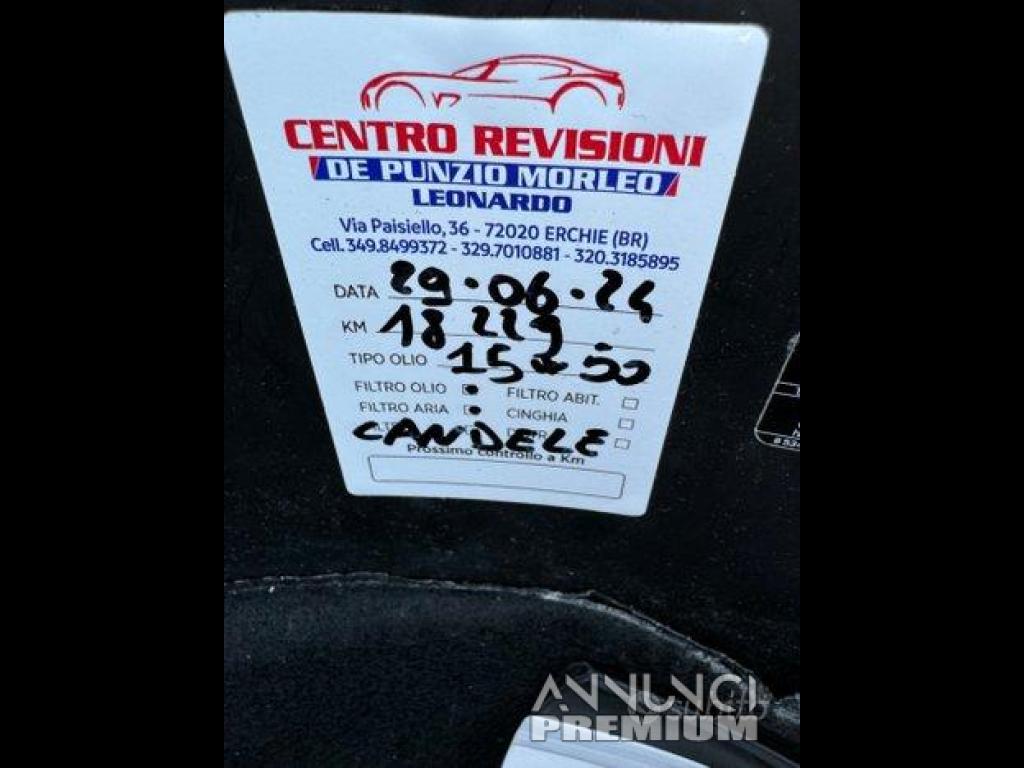 CENTRO REVISIONI
DE PUNZIO MORLEO
LEONARDO
Via Paisiello, 36 - 72020 ERCHIE (BR)
Cell. 349.8499372 - 329.7010881 - 320.3185895
DATA 29.06.24
KM 18229
TIPO OLIO 15W50
FILTRO OLIO FILTRO ABIT.
FILTRO ARIA CINGHIA
CANDELE
Prossimo controllo a Km
ANNUNCI
PREMIUM